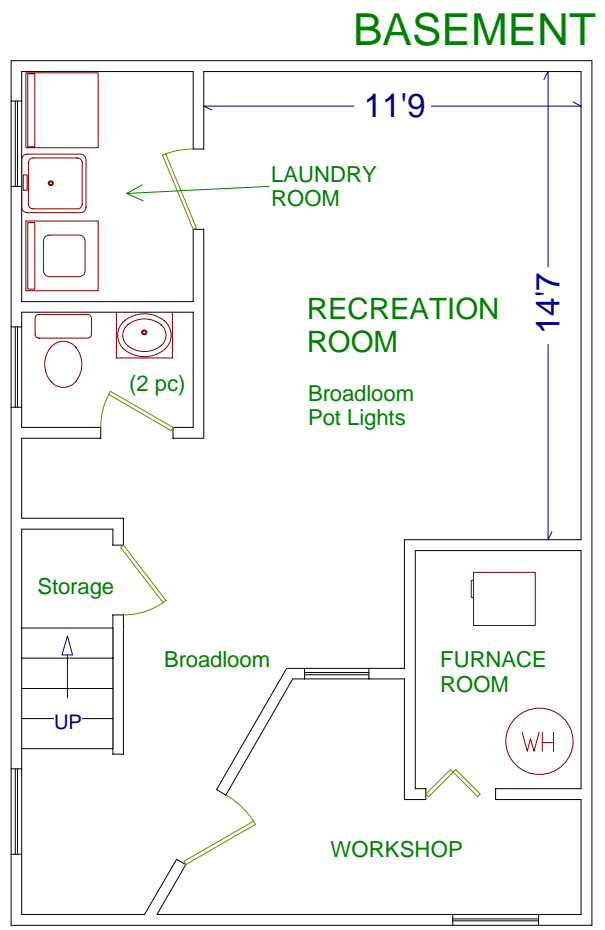 BASEMENT
11'9
LAUNDRY
ROOM
14'7
RECREATION
ROOM
(2 pc)
Broadloom
Pot Lights
Storage
Broadloom
FURNACE
ROOM
UP
WH
WORKSHOP